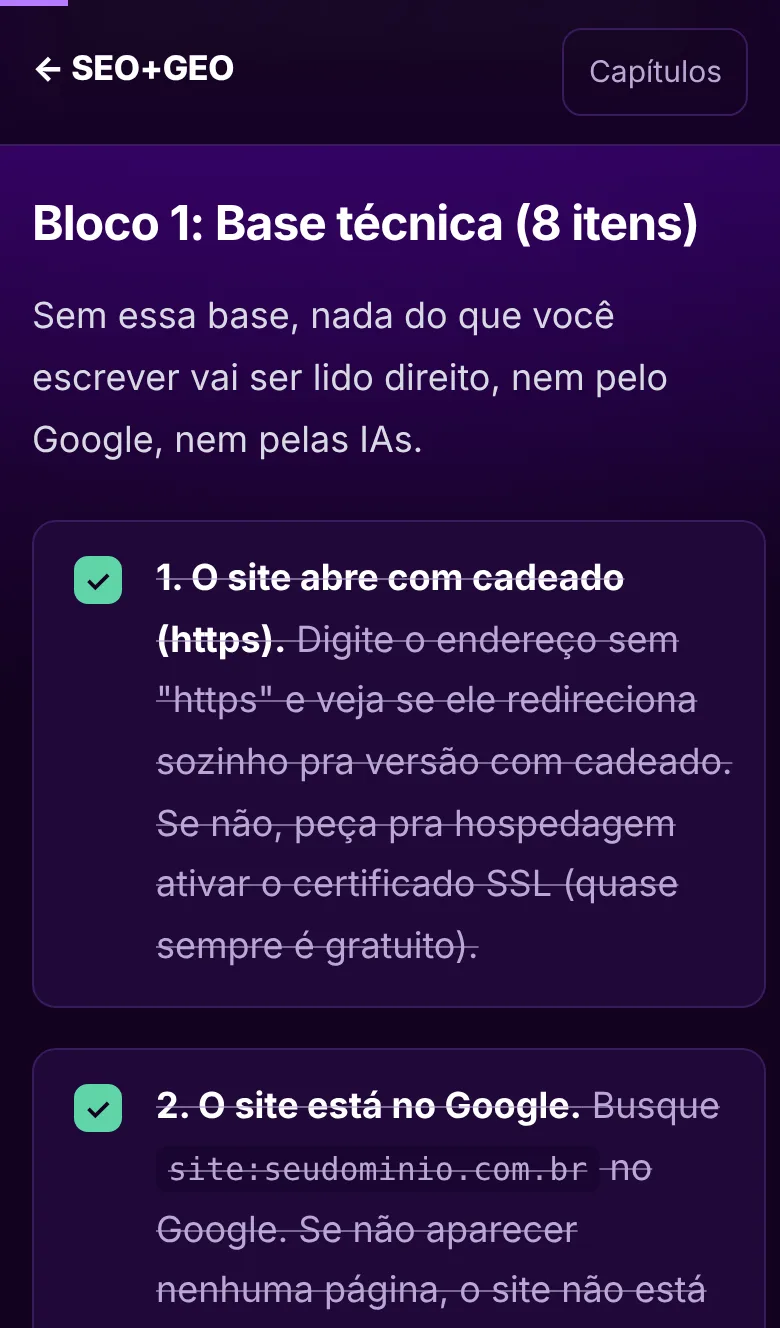 ← SEO+GEO
Capítulos
Bloco 1: Base técnica (8 itens)
Sem essa base, nada do que você
escrever vai ser lido direito, nem pelo
Google, nem pelas IAs.
1. O site abre com cadeado
(https). Digite o endereço sem
"https" e veja se ele redireciona
sozinho pra versão com cadeado.
Se não, peça pra hospedagem
ativar o certificado SSL (quase
sempre é gratuito).
2. O site está no Google. Busque
site:seudominio.com.br no
Google. Se não aparecer
nenhuma página, o site não está